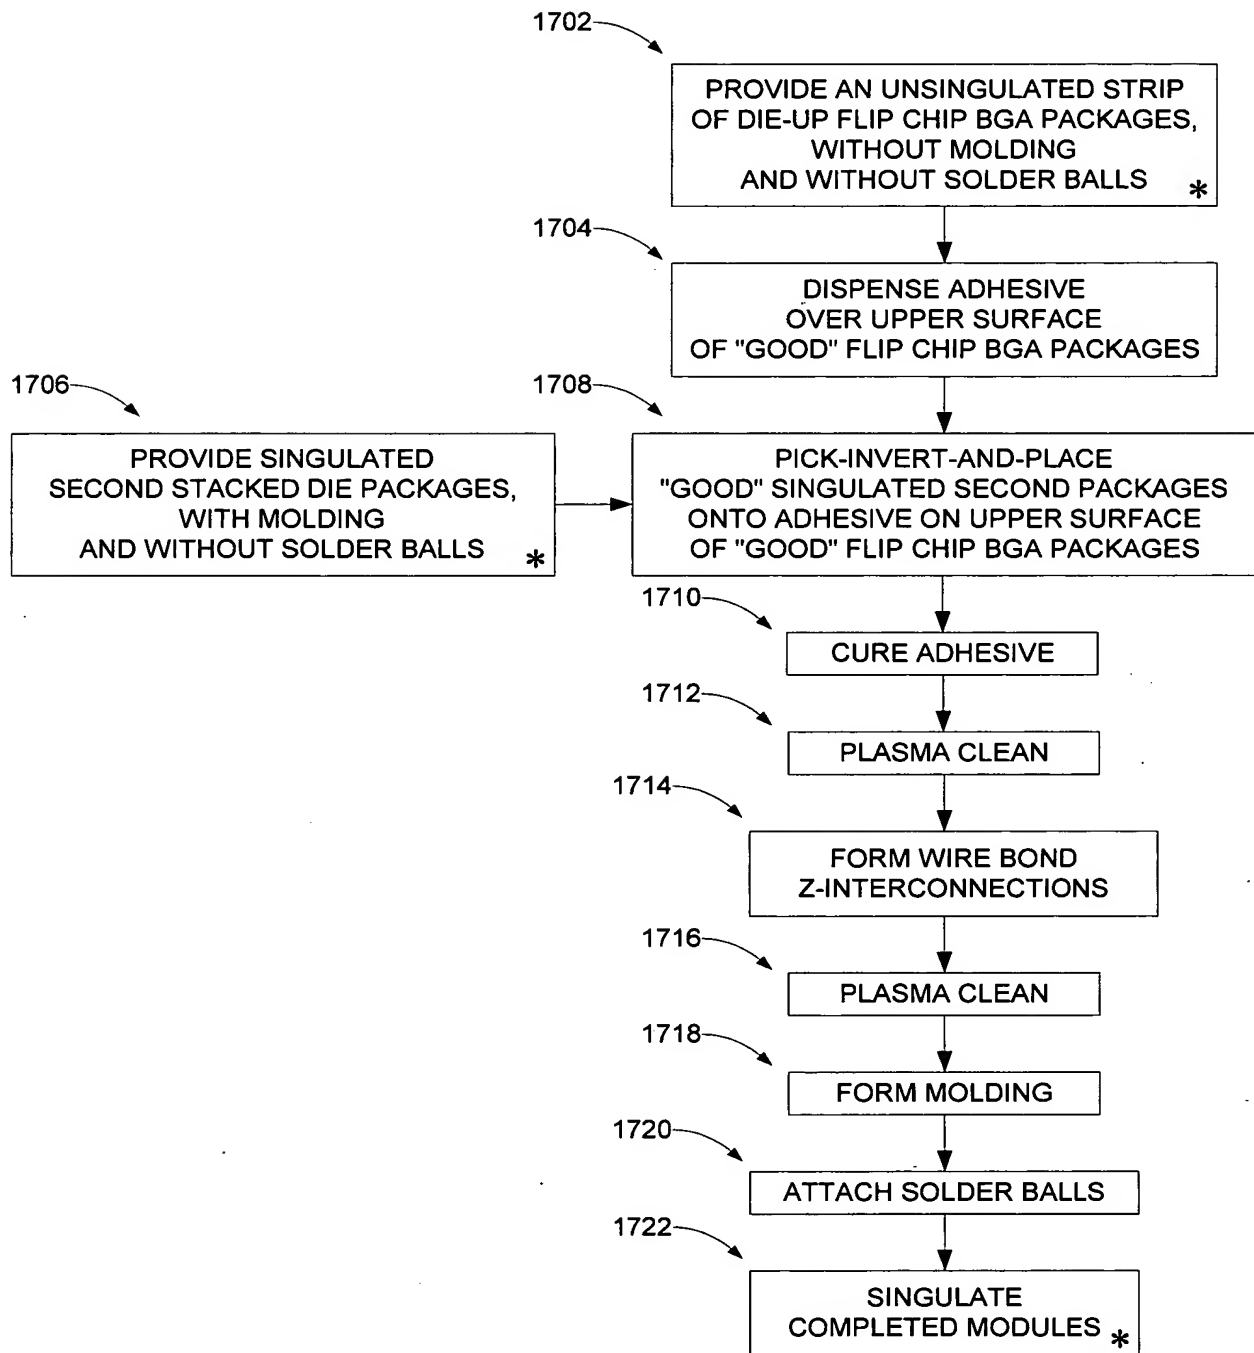 1702
PROVIDE AN UNSINGULATED STRIP
OF DIE-UP FLIP CHIP BGA PACKAGES,
WITHOUT MOLDING
AND WITHOUT SOLDER BALLS *
1704
DISPENSE ADHESIVE
OVER UPPER SURFACE
OF "GOOD" FLIP CHIP BGA PACKAGES
1706
PROVIDE SINGULATED
SECOND STACKED DIE PACKAGES,
WITH MOLDING
AND WITHOUT SOLDER BALLS *
1708
PICK-INVERT-AND-PLACE
"GOOD" SINGULATED SECOND PACKAGES
ONTO ADHESIVE ON UPPER SURFACE
OF "GOOD" FLIP CHIP BGA PACKAGES
1710
CURE ADHESIVE
1712
PLASMA CLEAN
1714
FORM WIRE BOND
Z-INTERCONNECTIONS
1716
PLASMA CLEAN
1718
FORM MOLDING
1720
ATTACH SOLDER BALLS
1722
SINGULATE
COMPLETED MODULES *